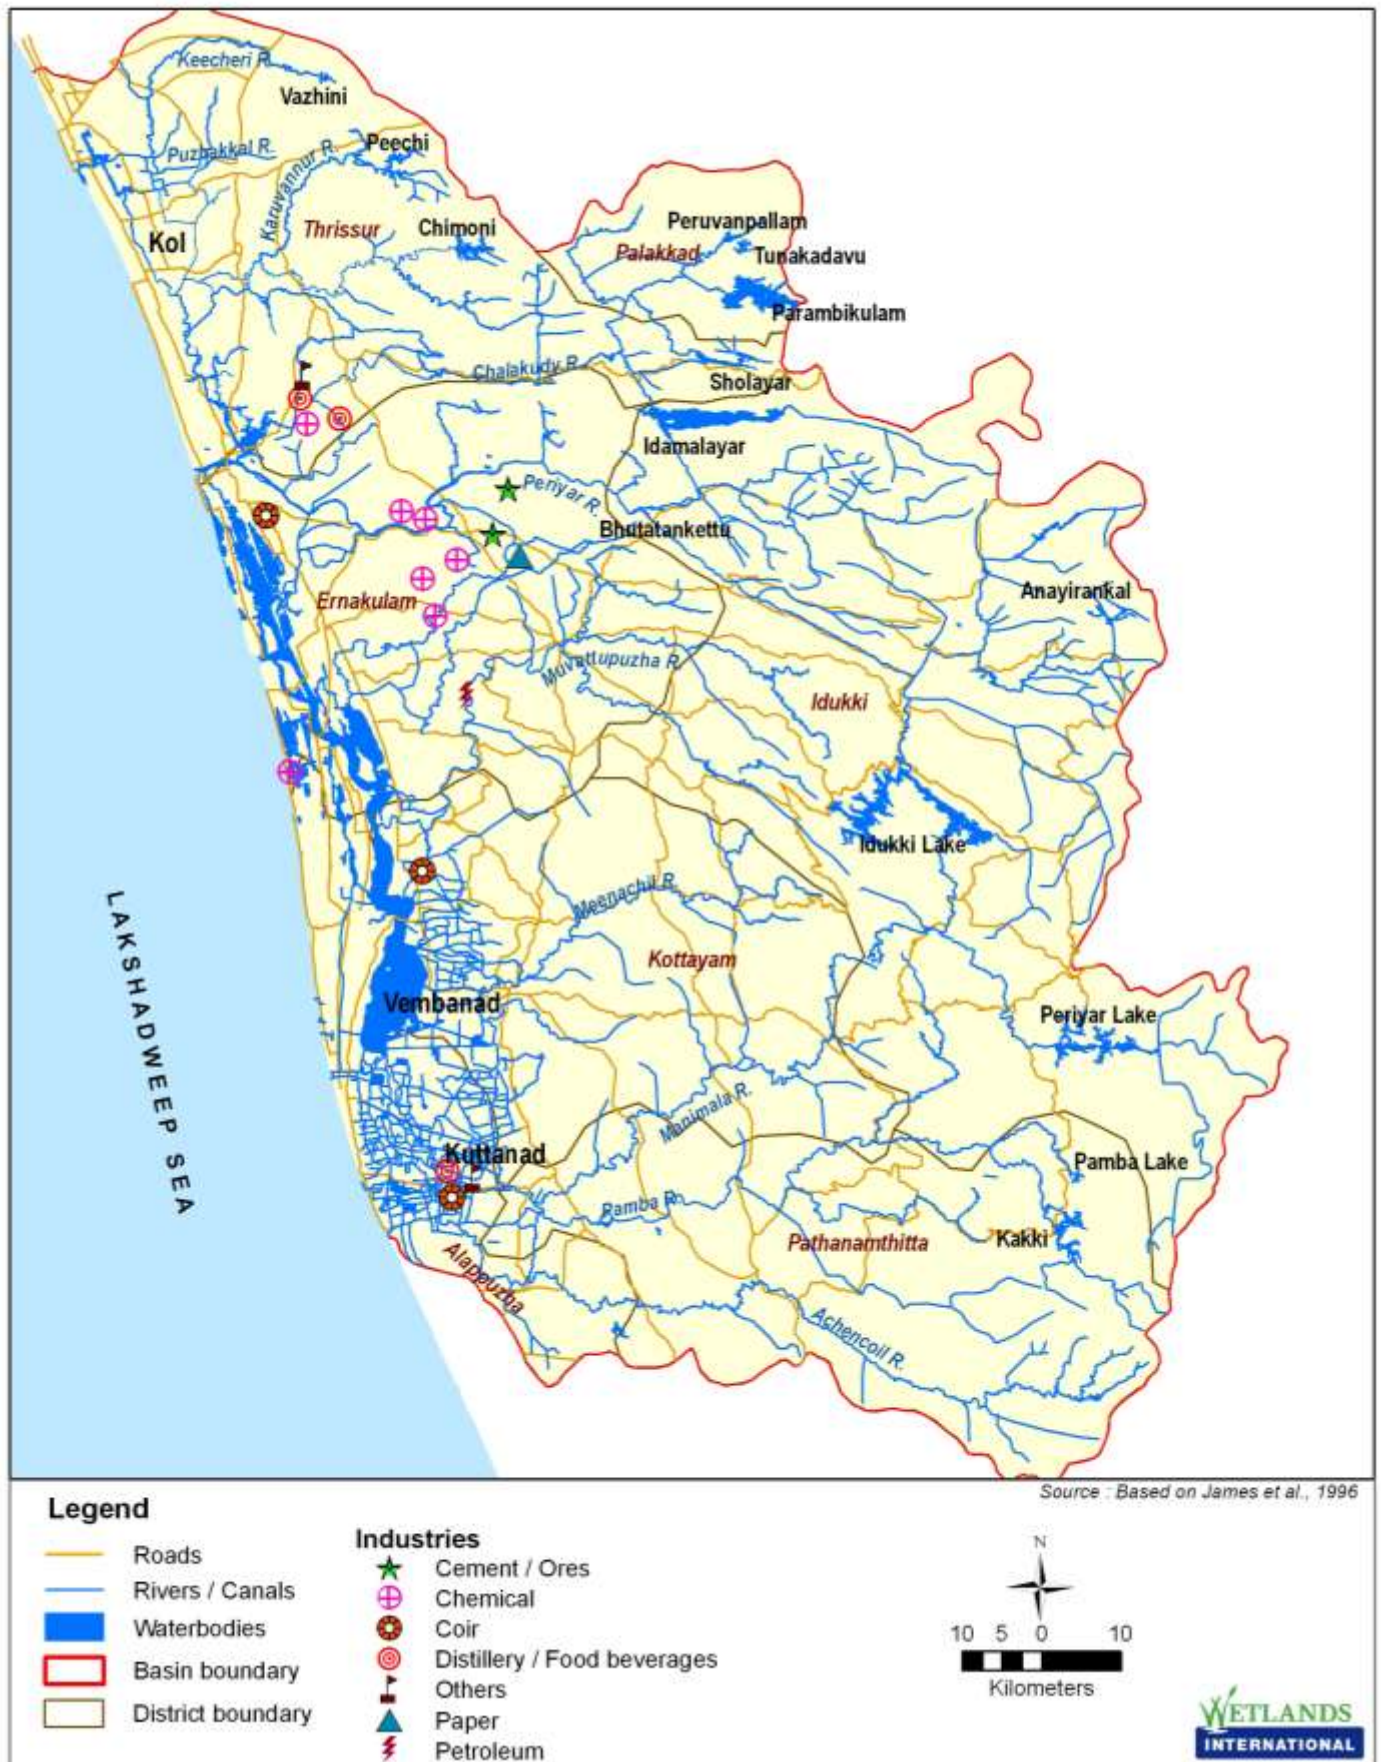 Keecheri R.
Vazhini
Peechi
Puzhakkal R.
Karuvannur R.
Thrissur
Chimoni
Kol
Peruvanpallam
Palakkad
Tunakadavu
Parambikulam
Chalakudy R.
Sholayar
Idamalayar
Periyar R.
Bhutatankettu
Anayirankal
Ernakulam
Muvattupuzha R.
Idukki
Idukki Lake
Meenachil R.
Kottayam
LAKSHADWEEP SEA
Vembanad
Periyar Lake
Manimala R.
Kuttanad
Pamba Lake
Pamba R.
Pathanamthitta
Kakki
Alappuzha
Achencoil R.
Source : Based on James et al., 1996
Legend
Roads
Rivers / Canals
Waterbodies
Basin boundary
District boundary
Industries
Cement / Ores
Chemical
Coir
Distillery / Food beverages
Others
Paper
Petroleum
N
10 5 0 10
Kilometers
WETLANDS
INTERNATIONAL